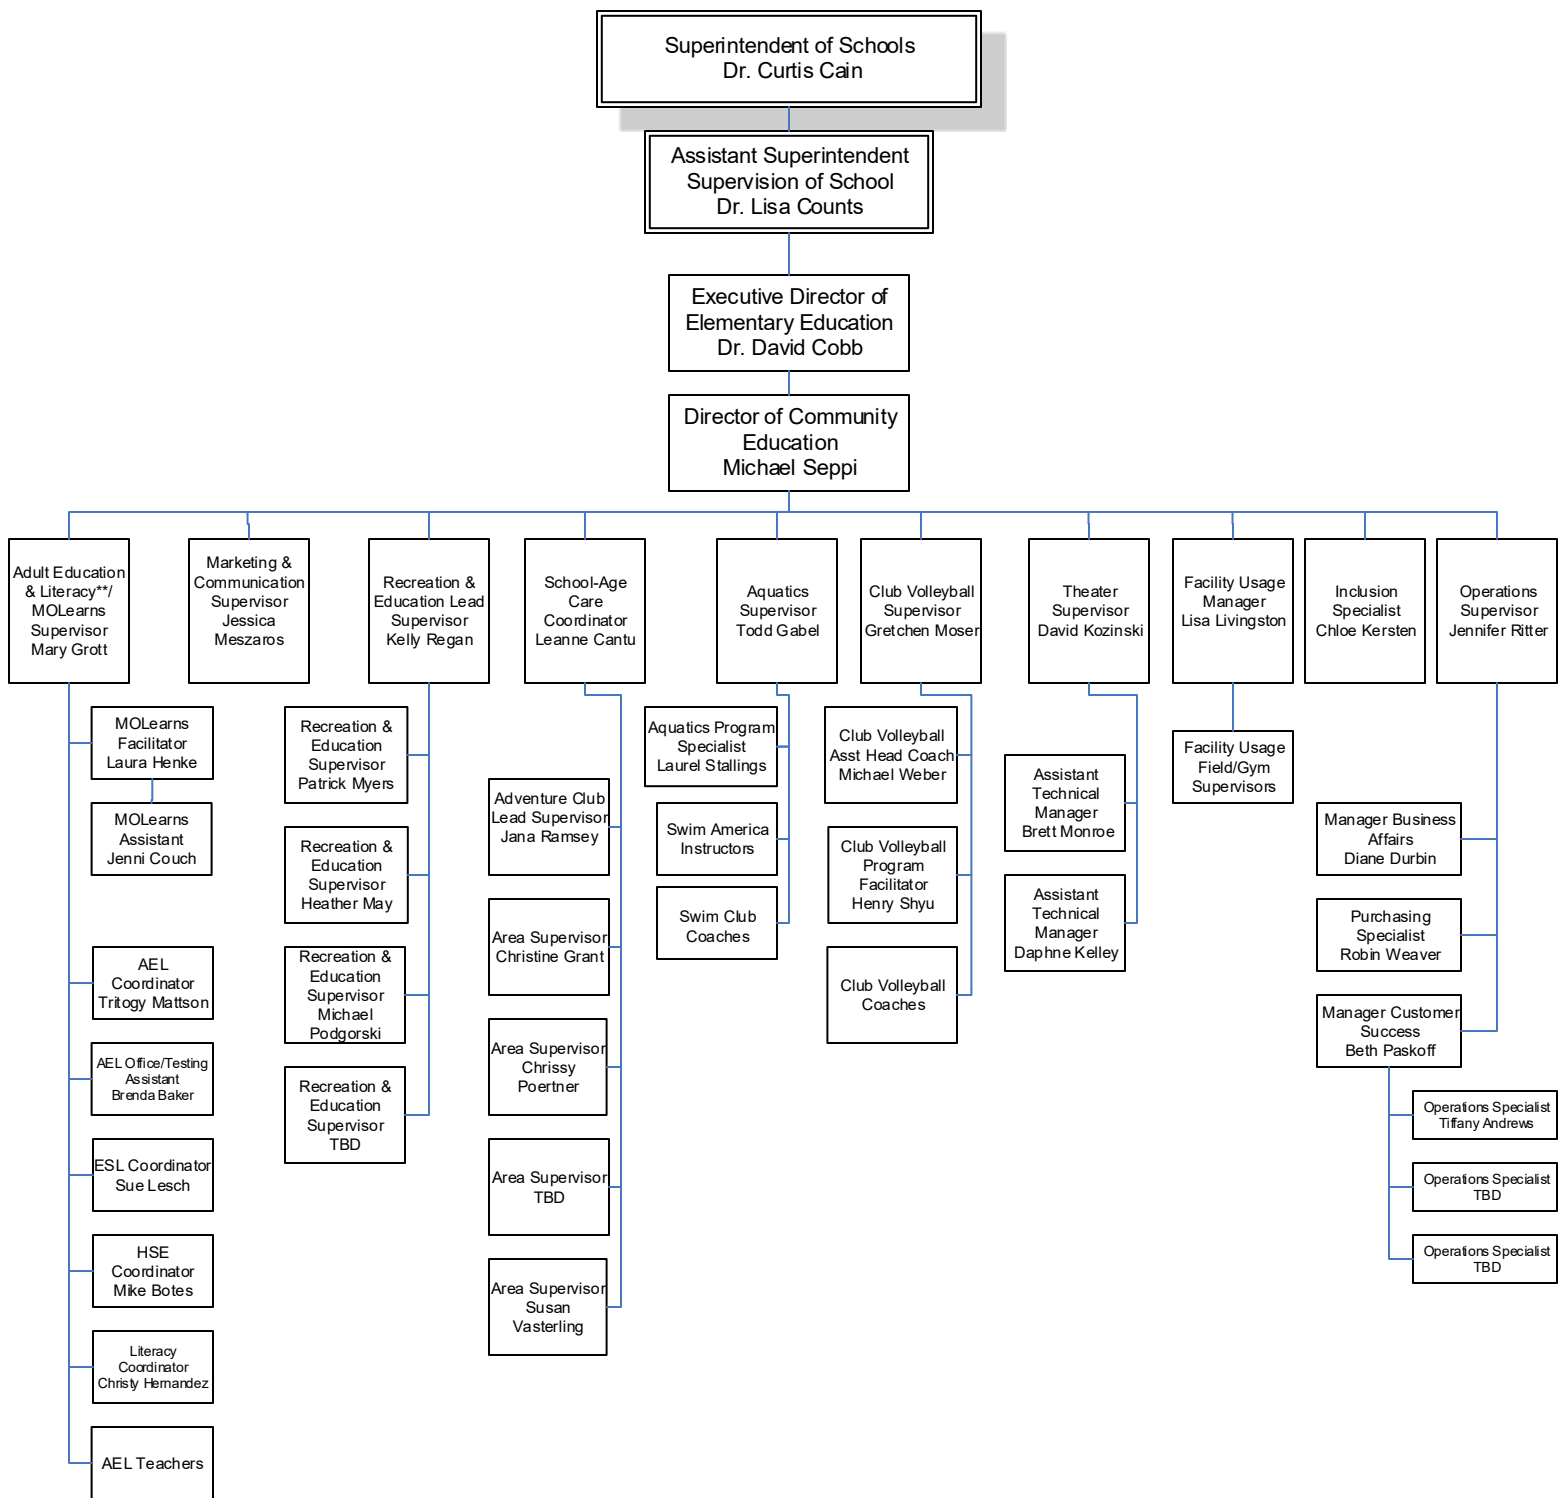 Superintendent of Schools
Dr. Curtis Cain
Assistant Superintendent
Supervision of School
Dr. Lisa Counts
Executive Director of
Elementary Education
Dr. David Cobb
Director of Community
Education
Michael Seppi
Adult Education
& Literacy**/
MOLearns
Supervisor
Mary Grott
Marketing &
Communication
Supervisor
Jessica
Meszaros
Recreation &
Education Lead
Supervisor
Kelly Regan
School-Age
Care
Coordinator
Leanne Cantu
Aquatics
Supervisor
Todd Gabel
Club Volleyball
Supervisor
Gretchen Moser
Theater
Supervisor
David Kozinski
Facility Usage
Manager
Lisa Livingston
Inclusion
Specialist
Chloe Kersten
Operations
Supervisor
Jennifer Ritter
MOLearns
Facilitator
Laura Henke
MOLearns
Assistant
Jenni Couch
AEL
Coordinator
Tritogy Mattson
AEL Office/Testing
Assistant
Brenda Baker
ESL Coordinator
Sue Lesch
HSE
Coordinator
Mike Botes
Literacy
Coordinator
Christy Hernandez
AEL Teachers
Recreation &
Education
Supervisor
Patrick Myers
Recreation &
Education
Supervisor
Heather May
Recreation &
Education
Supervisor
Michael
Podgorski
Recreation &
Education
Supervisor
TBD
Adventure Club
Lead Supervisor
Jana Ramsey
Area Supervisor
Christine Grant
Area Supervisor
Chrissy
Poertner
Area Supervisor
TBD
Area Supervisor
Susan
Vasterling
Aquatics Program
Specialist
Laurel Stallings
Swim America
Instructors
Swim Club
Coaches
Club Volleyball
Asst Head Coach
Michael Weber
Club Volleyball
Program
Facilitator
Henry Shyu
Club Volleyball
Coaches
Assistant
Technical
Manager
Brett Monroe
Assistant
Technical
Manager
Daphne Kelley
Facility Usage
Field/Gym
Supervisors
Manager Business
Affairs
Diane Durbin
Purchasing
Specialist
Robin Weaver
Manager Customer
Success
Beth Paskoff
Operations Specialist
Tiffany Andrews
Operations Specialist
TBD
Operations Specialist
TBD